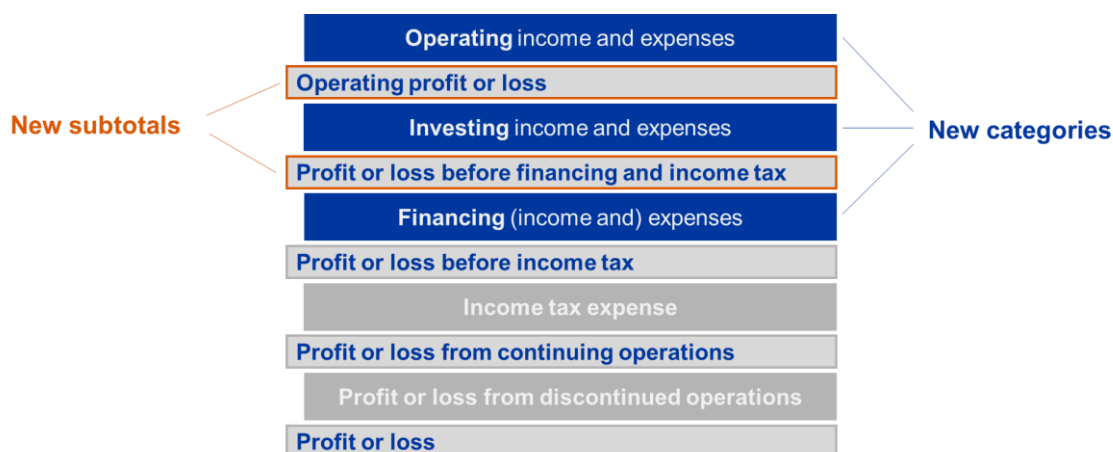 Operating income and expenses
Operating profit or loss
New subtotals
Investing income and expenses
New categories
Profit or loss before financing and income tax
Financing (income and) expenses
Profit or loss before income tax
Income tax expense
Profit or loss from continuing operations
Profit or loss from discontinued operations
Profit or loss